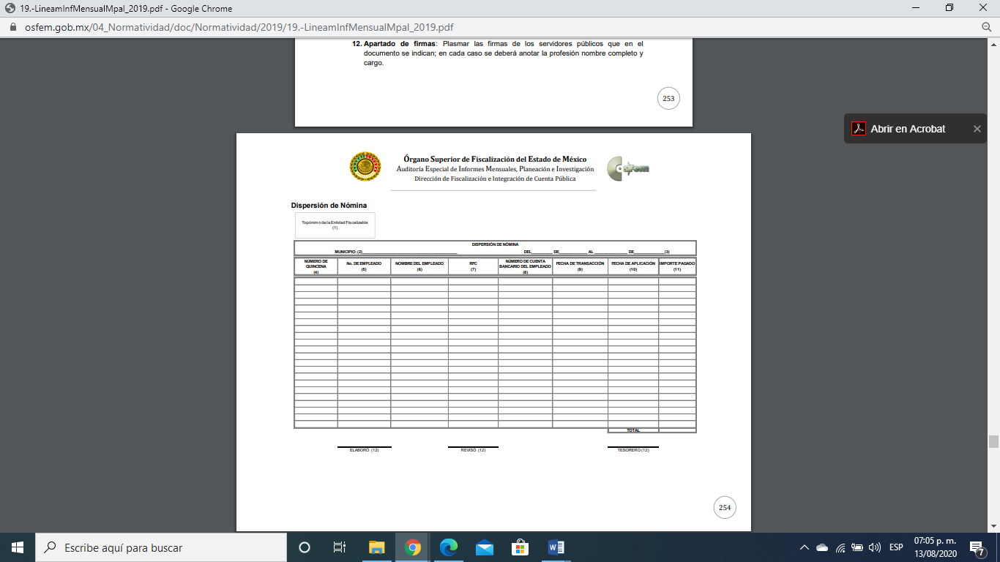 19.-LineamInfMensualMpal_2019.pdf - Google Chrome
osfem.gob.mx/04_Normatividad/doc/Normatividad/2019/19.-LineamInfMensualMpal_2019.pdf
12. Apartado de firmas: Plasmar las firmas de los servidores públicos que en el
documento se indican; en cada caso se deberá anotar la profesión nombre completo y
cargo.
253
Abrir en Acrobat
Órgano Superior de Fiscalización del Estado de México
Auditoría Especial de Informes Mensuales, Planeación e Investigación
Dirección de Fiscalización e Integración de Cuenta Pública
osfem
Dispersión de Nómina
Topónimo de la Entidad Fiscalizable
(1)
DISPERSIÓN DE NÓMINA
MUNICIPIO: (2)____ DEL____ DE____ AL ____ DE____(3)
NÚMERO DE QUINCENA (4)
No. DE EMPLEADO (5)
NOMBRE DEL EMPLEADO (6)
RFC (7)
NÚMERO DE CUENTA BANCARIO DEL EMPLEADO (8)
FECHA DE TRANSACCIÓN (9)
FECHA DE APLICACIÓN (10)
IMPORTE PAGADO (11)
TOTAL
ELABORÓ (12) REVISÓ (12) TESORERO (12)
254
Escribe aquí para buscar
ESP
07:05 p. m.
13/08/2020
7